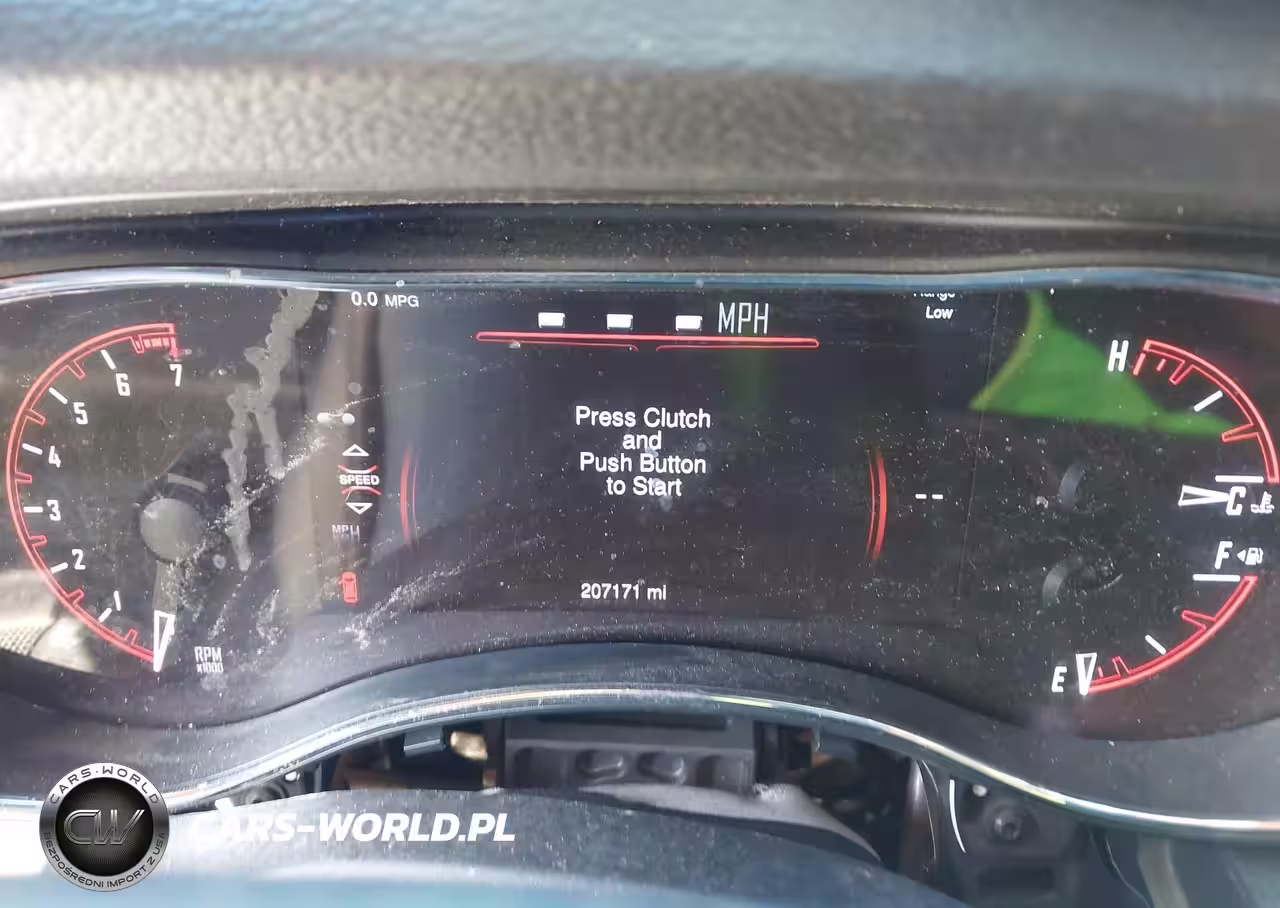 0.0 MPG
MPH
Range
Low
7
6
5
4
3
2
1
RPM
x1000
SPEED
MPH
Press Clutch
and
Push Button
to Start
--
207171 mi
H
C
F
E
CARS-WORLD
CW
BEZPOŚREDNI IMPORT Z USA
CARS-WORLD.PL